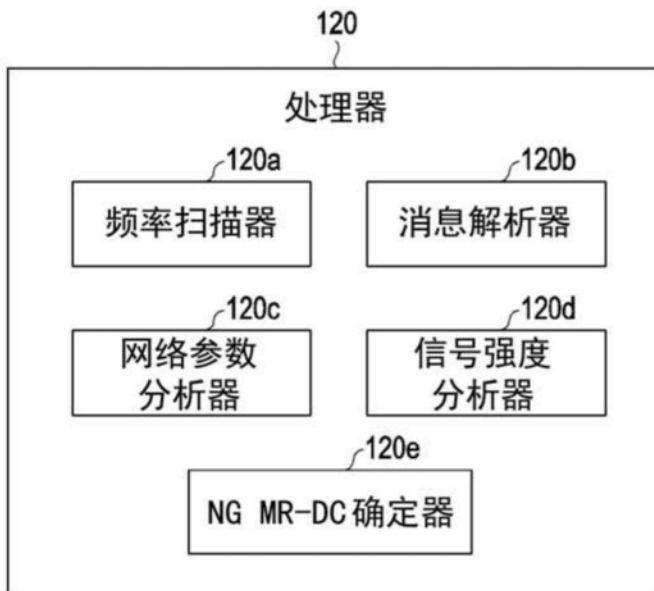 120
处理器
120a
120b
频率扫描器
消息解析器
120c
120d
网络参数
分析器
信号强度
分析器
120e
NG MR-DC确定器